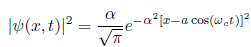 |ψ(x,t)|² = α/√π e^{-α²[x-a cos(ω_c t)]²}